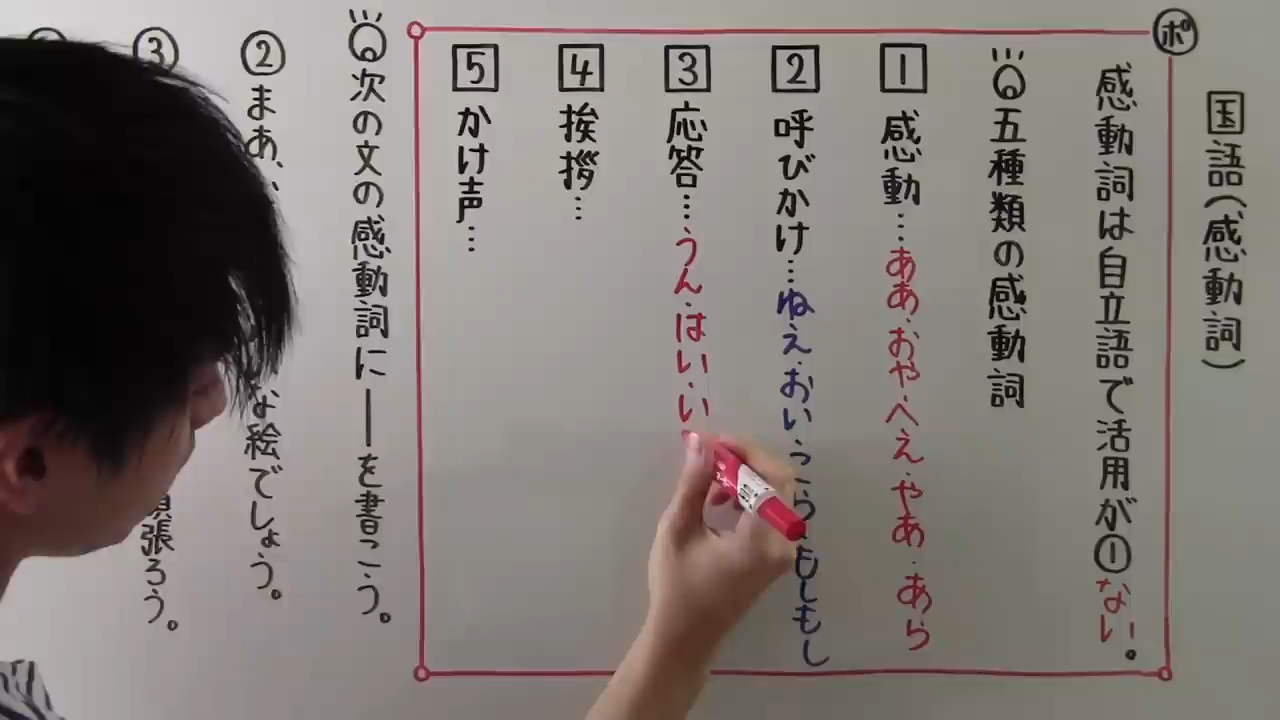 国語(感動詞)
ポ
感動詞は自立語で活用が①ない。
五種類の感動詞
1 感動…ああ・おや・へえ・やあ・あら
2 呼びかけ…ねえ・おい・こら・もしもし
3 応答…うん・はい・い
4 挨拶…
5 かけ声…
次の文の感動詞に━を書こう。
② まあ、 な絵でしょう。
③ 張ろう。